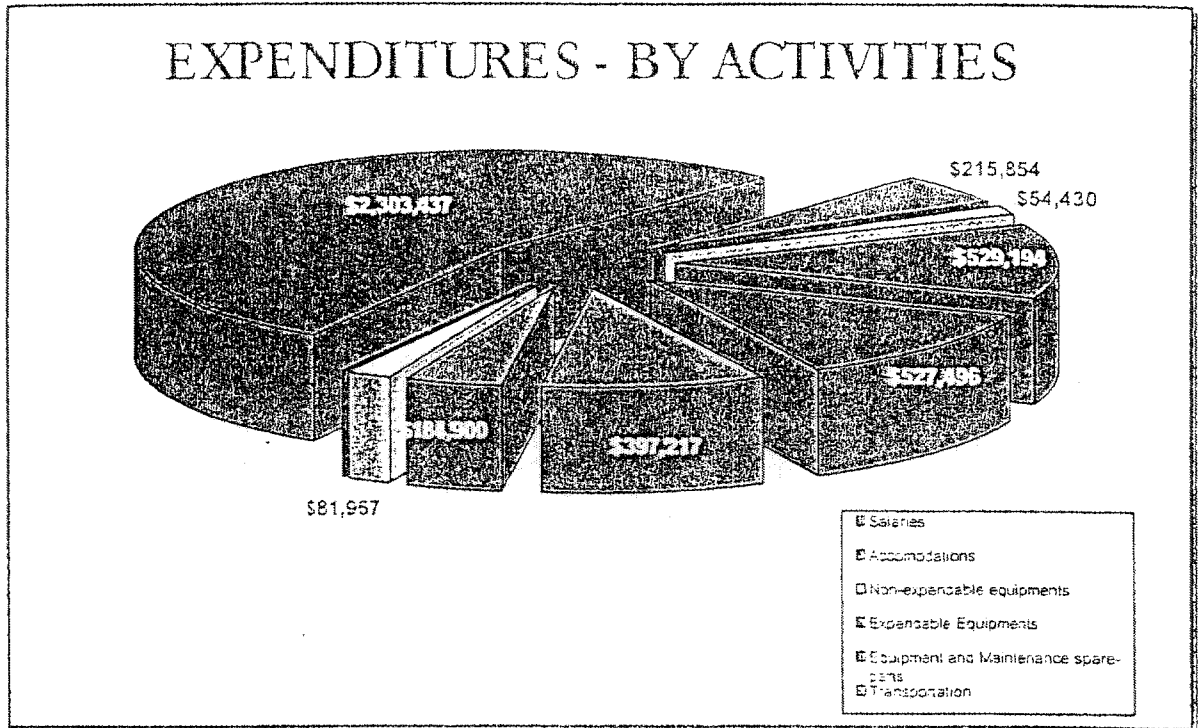 EXPENDITURES - BY ACTIVITIES
$215,854
$54,430
$2,303,437
$529,194
$527,496
$184,900
$397,217
$81,957
Salaries
Accomodations
Non-expendable equipments
Expensable Equipments
Equipment and Maintenance spare-
parts
Transportation